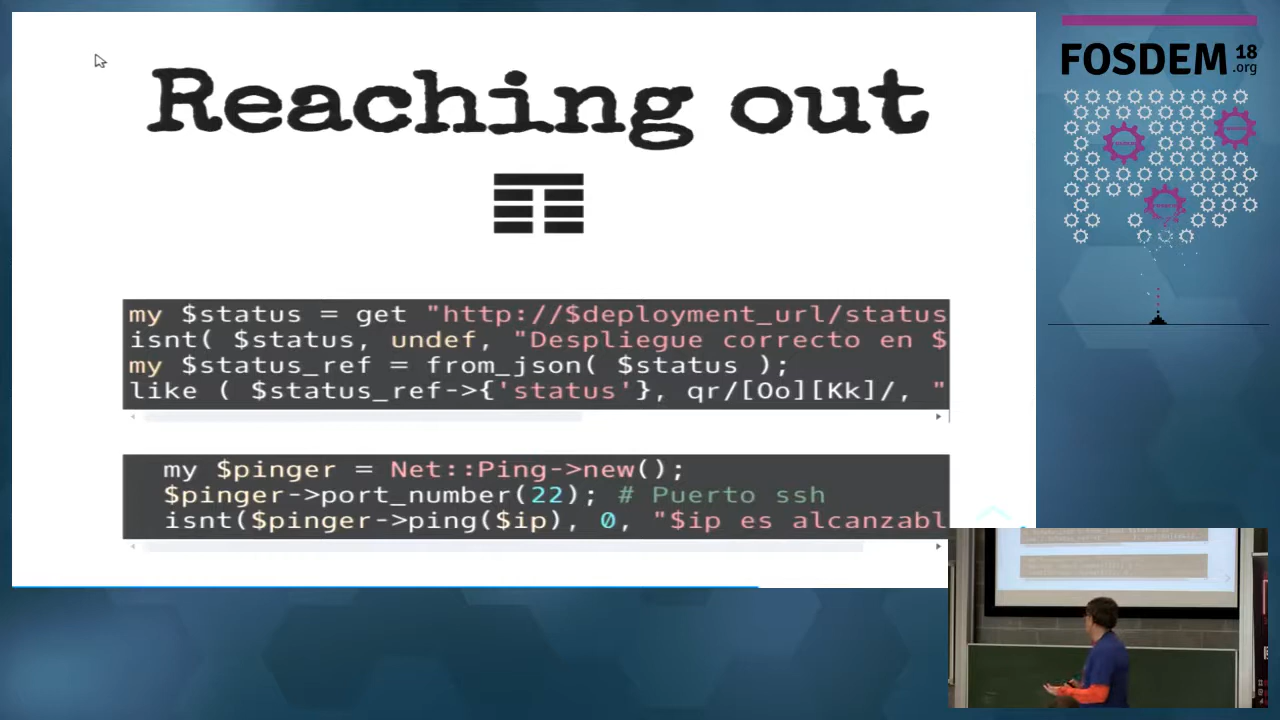 Reaching out
my $status = get "http://$deployment_url/status
isnt( $status, undef, "Despliegue correcto en $
my $status_ref = from_json( $status );
like ( $status_ref->{'status'}, qr/[Oo][Kk]/, "
my $pinger = Net::Ping->new();
$pinger->port_number(22); # Puerto ssh
isnt($pinger->ping($ip), 0, "$ip es alcanzabl
FOSDEM 18
.org